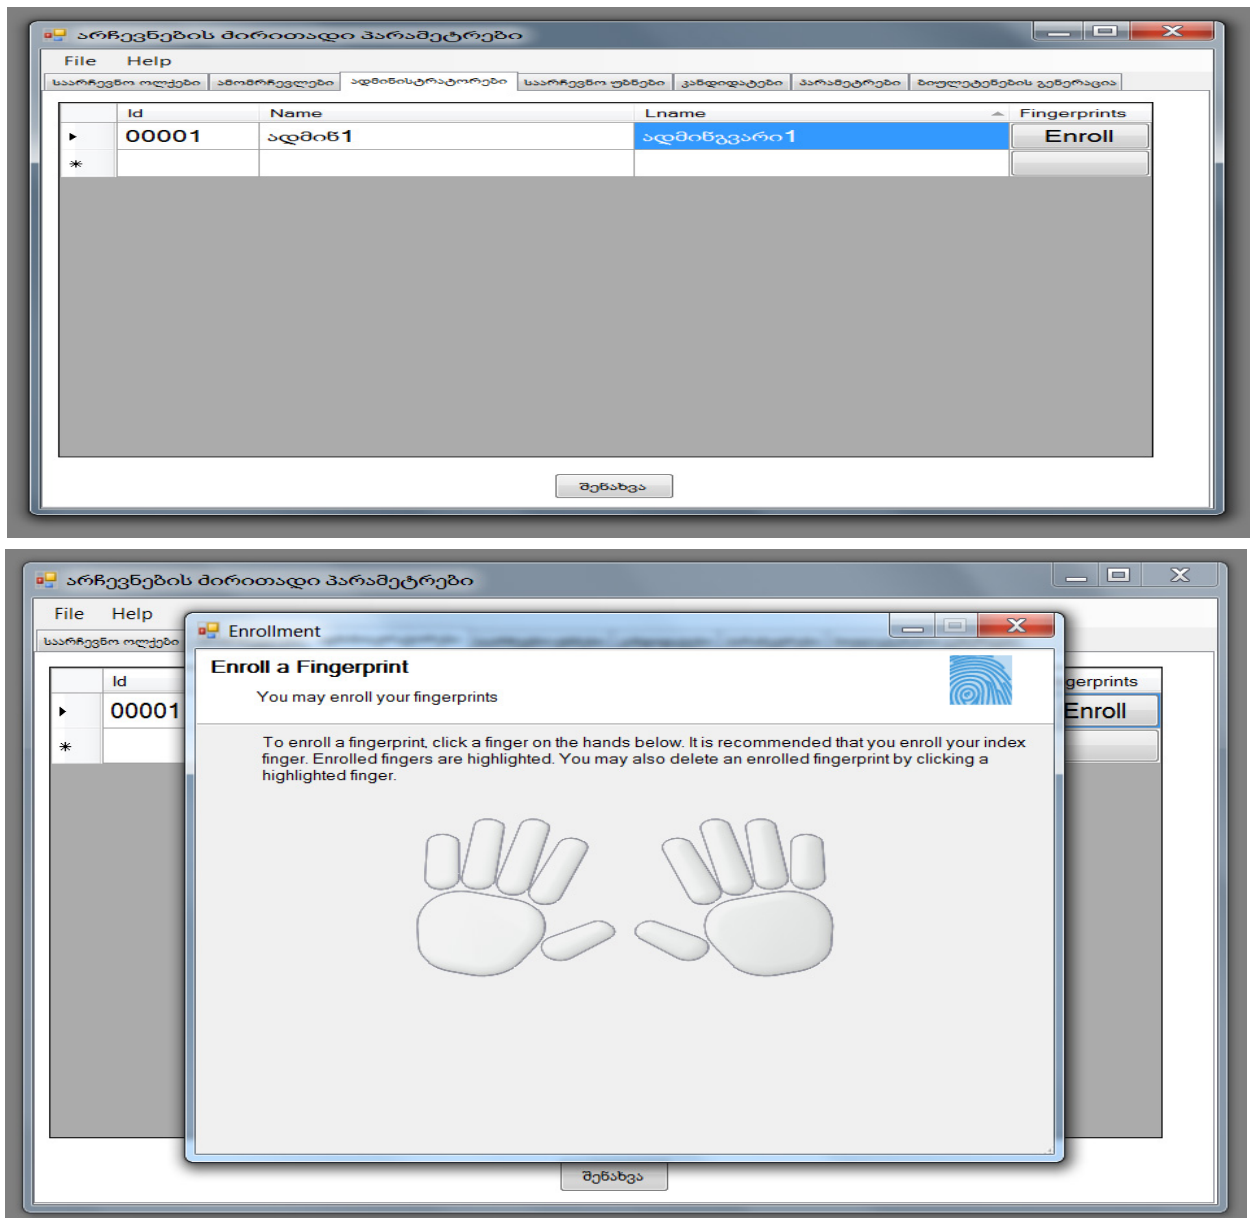 არჩევნების ძირითადი პარამეტრები
File Help
საარჩევნო ოლქები ამომრჩევლები ადმინისტრატორები საარჩევნო უბნები კანდიდატები პარამეტრები ბიულეტენების გენერაცია
Id Name Lname Fingerprints
00001 ადმინ1 ადმინგვარი1 Enroll
შენახვა
არჩევნების ძირითადი პარამეტრები
File Help
საარჩევნო ოლქები
Enrollment
Enroll a Fingerprint
You may enroll your fingerprints
Id gerprints
00001 Enroll
To enroll a fingerprint, click a finger on the hands below. It is recommended that you enroll your index
finger. Enrolled fingers are highlighted. You may also delete an enrolled fingerprint by clicking a
highlighted finger.
შენახვა